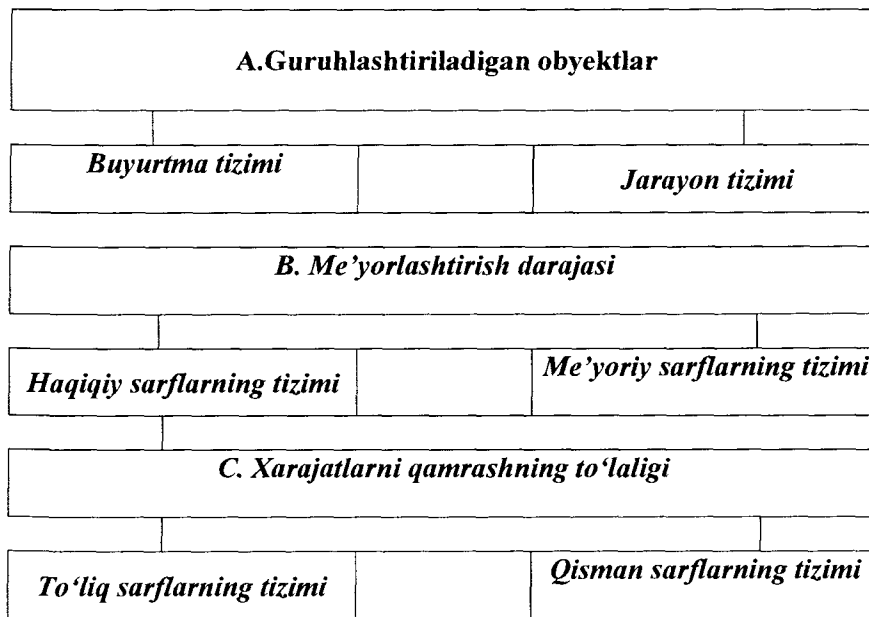 A.Guruhlashtiriladigan obyektlar
Buyurtma tizimi
Jarayon tizimi
B. Me’yorlashtirish darajasi
Haqiqiy sarflarning tizimi
Me’yoriy sarflarning tizimi
C. Xarajatlarni qamrashning to‘laligi
To‘liq sarflarning tizimi
Qisman sarflarning tizimi